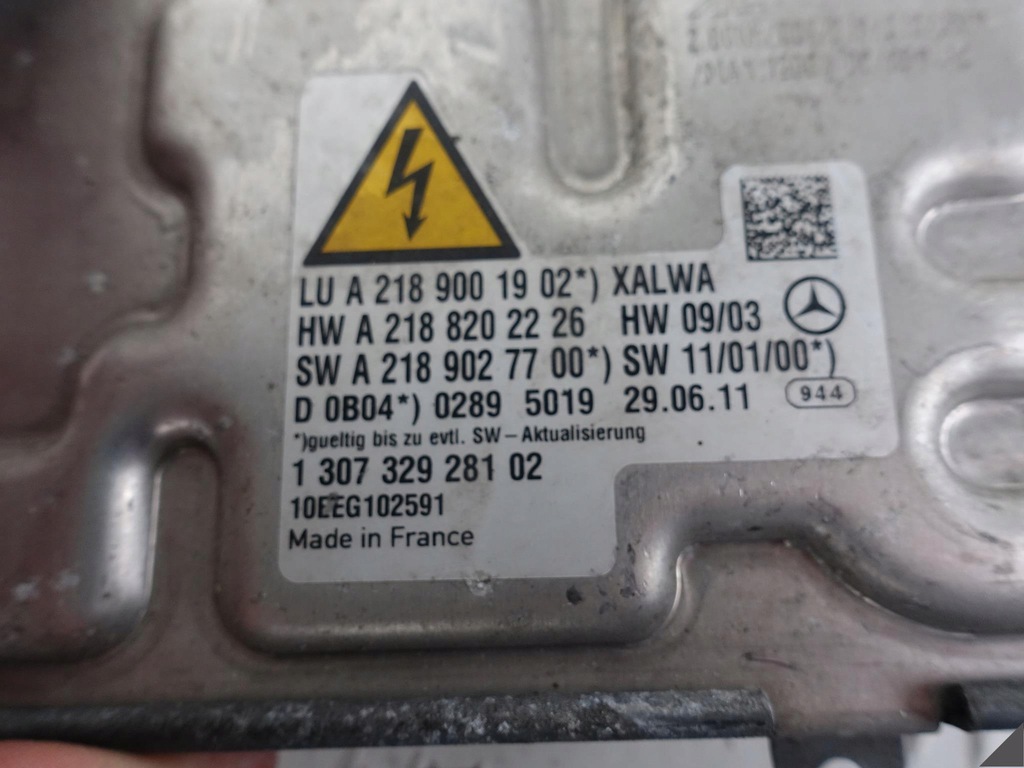 LU A 218 900 19 02*) XALWA
HW A 218 820 22 26 HW 09/03
SW A 218 902 77 00*) SW 11/01/00*)
D 0B04*) 0289 5019 29.06.11 944
*)gueltig bis zu evtl. SW-Aktualisierung
1 307 329 281 02
10EEG102591
Made in France